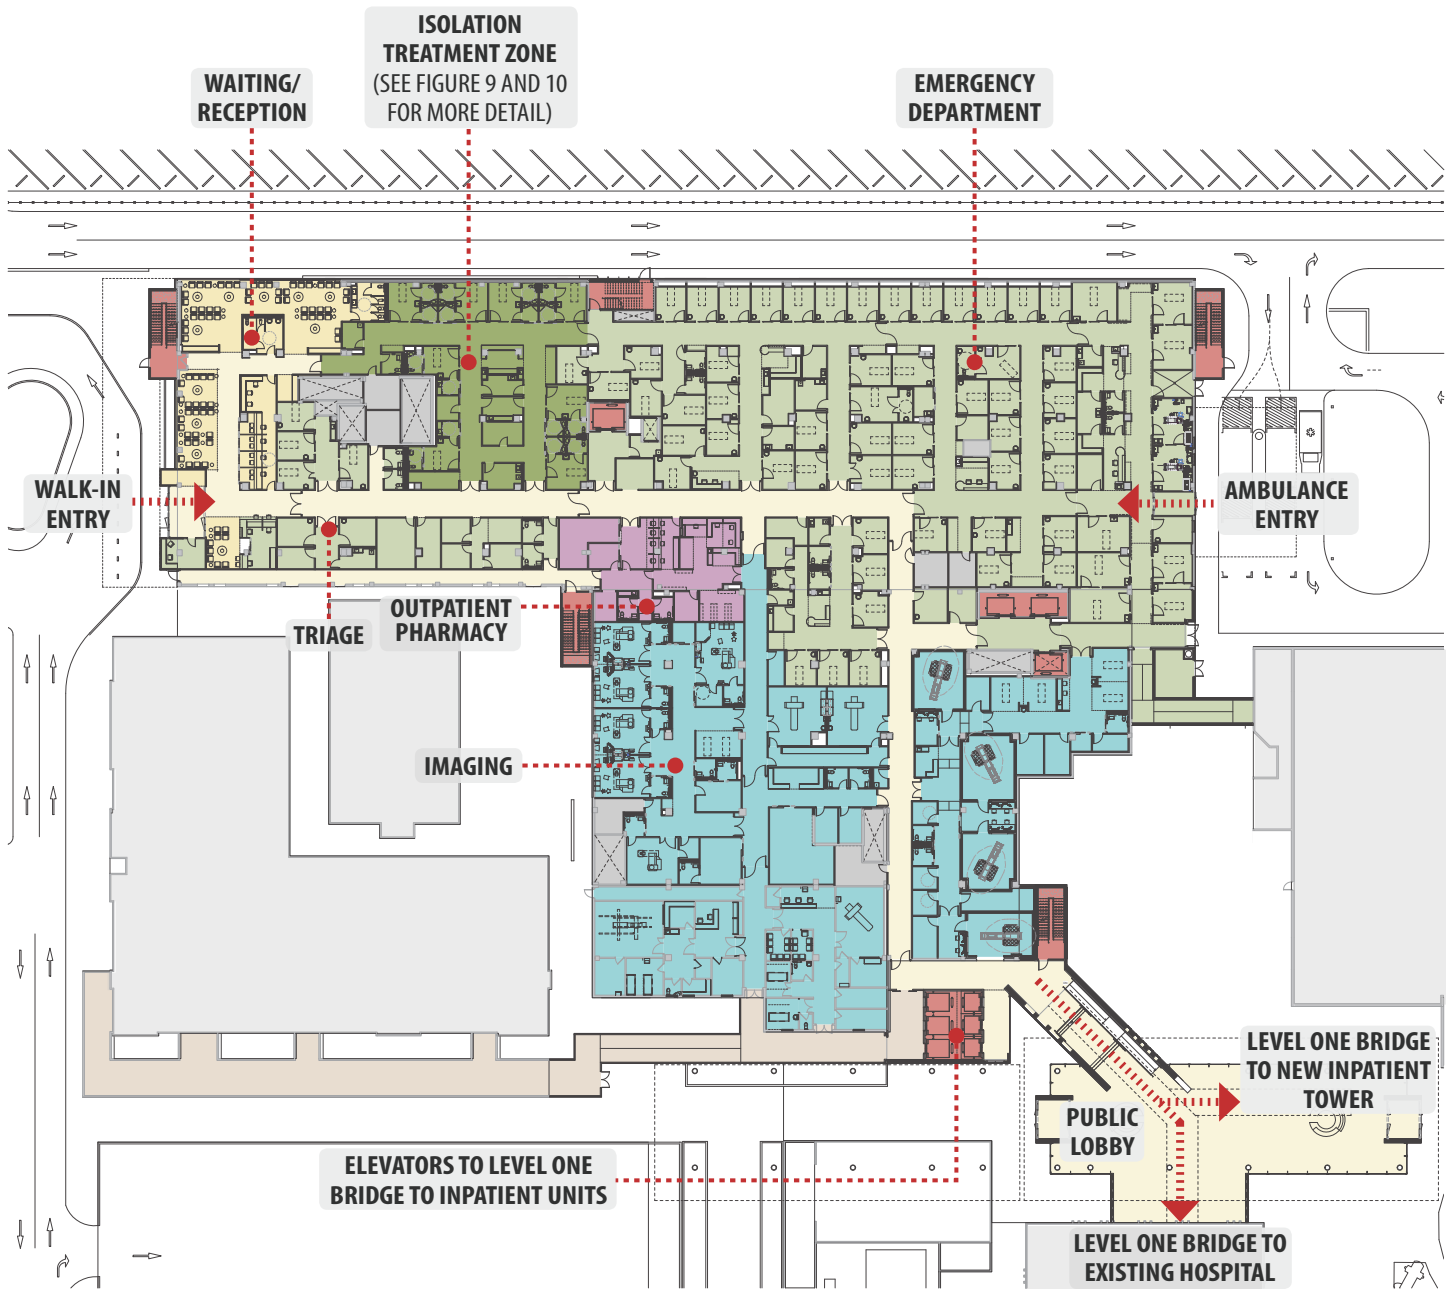 ISOLATION
TREATMENT ZONE
(SEE FIGURE 9 AND 10
FOR MORE DETAIL)
WAITING/
RECEPTION
EMERGENCY
DEPARTMENT
WALK-IN
ENTRY
AMBULANCE
ENTRY
OUTPATIENT
PHARMACY
TRIAGE
IMAGING
LEVEL ONE BRIDGE
TO NEW INPATIENT
TOWER
PUBLIC
LOBBY
ELEVATORS TO LEVEL ONE
BRIDGE TO INPATIENT UNITS
LEVEL ONE BRIDGE TO
EXISTING HOSPITAL